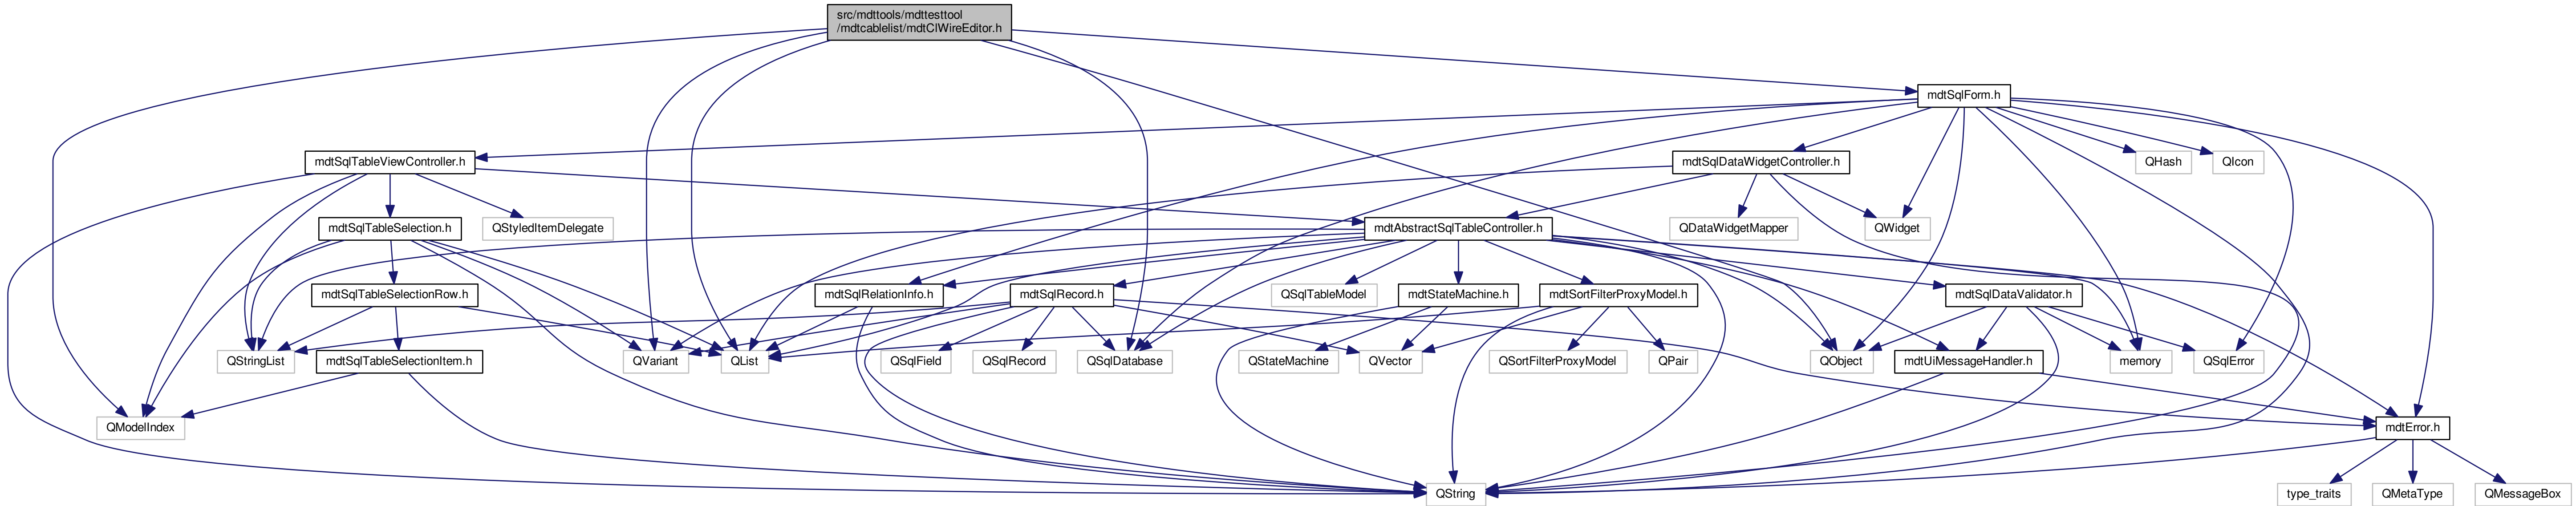 src/mdttools/mdttesttool
/mdtcablelist/mdtClWireEditor.h
mdtSqlForm.h
mdtSqlTableViewController.h
mdtSqlDataWidgetController.h
QHash
QIcon
mdtSqlTableSelection.h
QStyledItemDelegate
mdtAbstractSqlTableController.h
QDataWidgetMapper
QWidget
mdtSqlTableSelectionRow.h
mdtSqlRelationInfo.h
mdtSqlRecord.h
QSqlTableModel
mdtStateMachine.h
mdtSortFilterProxyModel.h
mdtSqlDataValidator.h
QStringList
mdtSqlTableSelectionItem.h
QVariant
QList
QSqlField
QSqlRecord
QSqlDatabase
QStateMachine
QVector
QSortFilterProxyModel
QPair
QObject
mdtUiMessageHandler.h
memory
QSqlError
QModelIndex
mdtError.h
QString
type_traits
QMetaType
QMessageBox